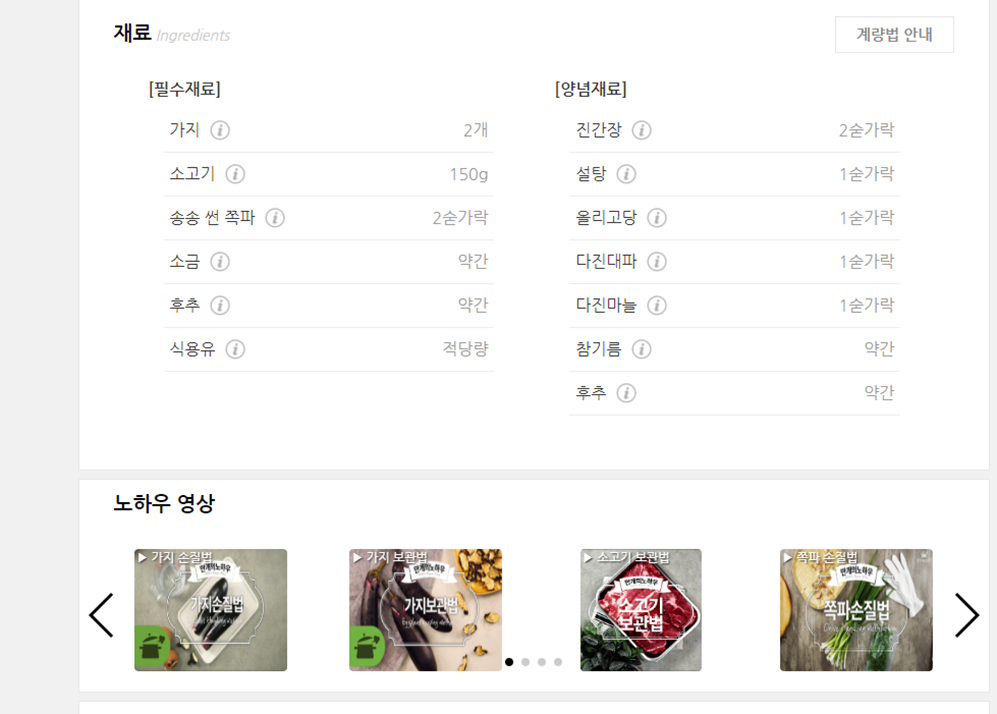 재료 Ingredients
계량법 안내
[필수재료]
가지 2개
소고기 150g
송송 썬 쪽파 2숟가락
소금 약간
후추 약간
식용유 적당량
[양념재료]
진간장 2숟가락
설탕 1숟가락
올리고당 1숟가락
다진대파 1숟가락
다진마늘 1숟가락
참기름 약간
후추 약간
노하우 영상
▶ 가지 손질법
만개의노하우
가지손질법
▶ 가지 보관법
만개의노하우
가지보관법
▶ 소고기 보관법
만개의노하우
소고기
보관법
▶ 쪽파 손질법
만개의노하우
쪽파손질법